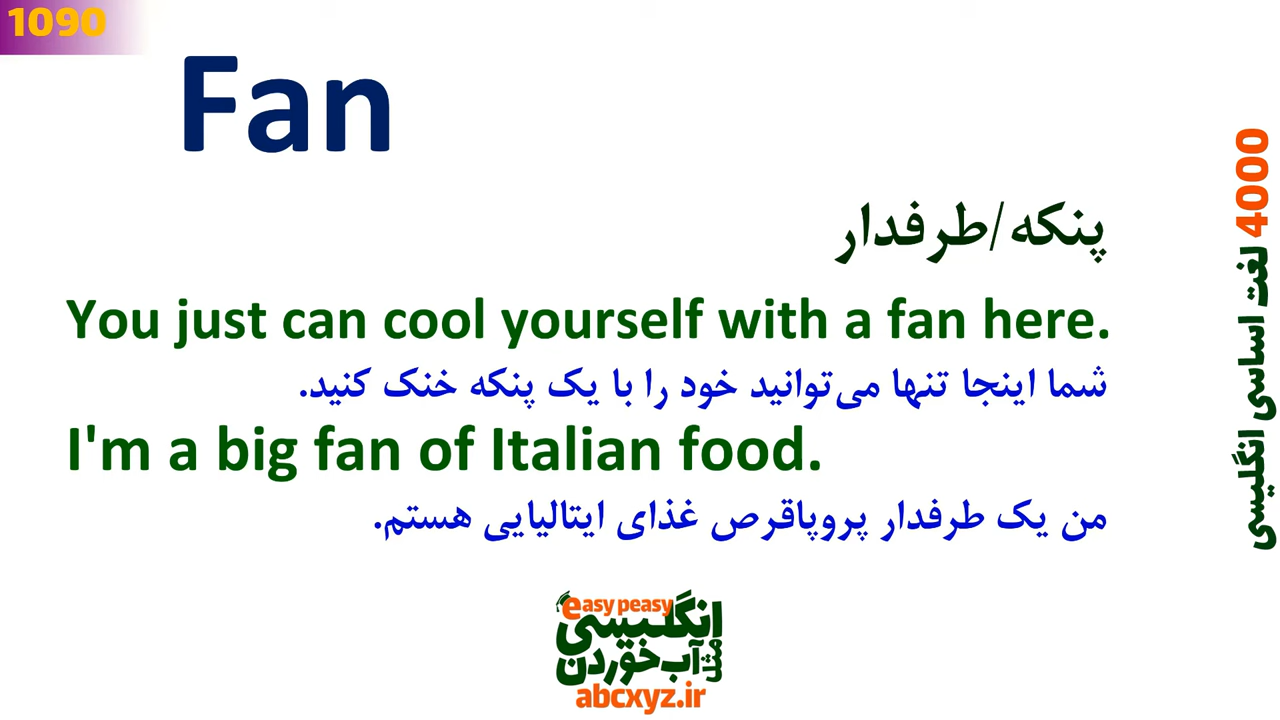 1090
Fan
پنکه/طرفدار
You just can cool yourself with a fan here.
شما اینجا تنها می‌توانید خود را با یک پنکه خنک کنید.
I'm a big fan of Italian food.
من یک طرفدار پروپاقرص غذای ایتالیایی هستم.
4000 لغت اساسی انگلیسی
easy peasy
انگلیسی
مثل آب خوردن
abcxyz.ir